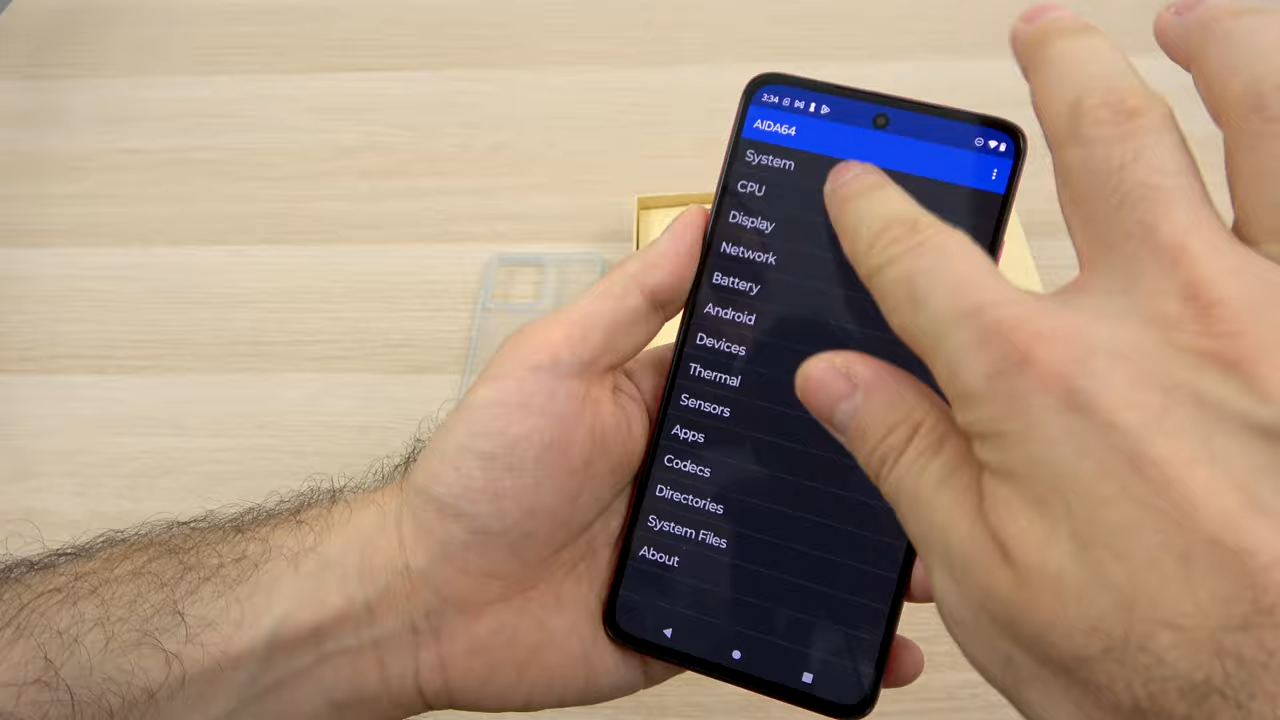 3:34
AIDA64
System
CPU
Display
Network
Battery
Android
Devices
Thermal
Sensors
Apps
Codecs
Directories
System Files
About